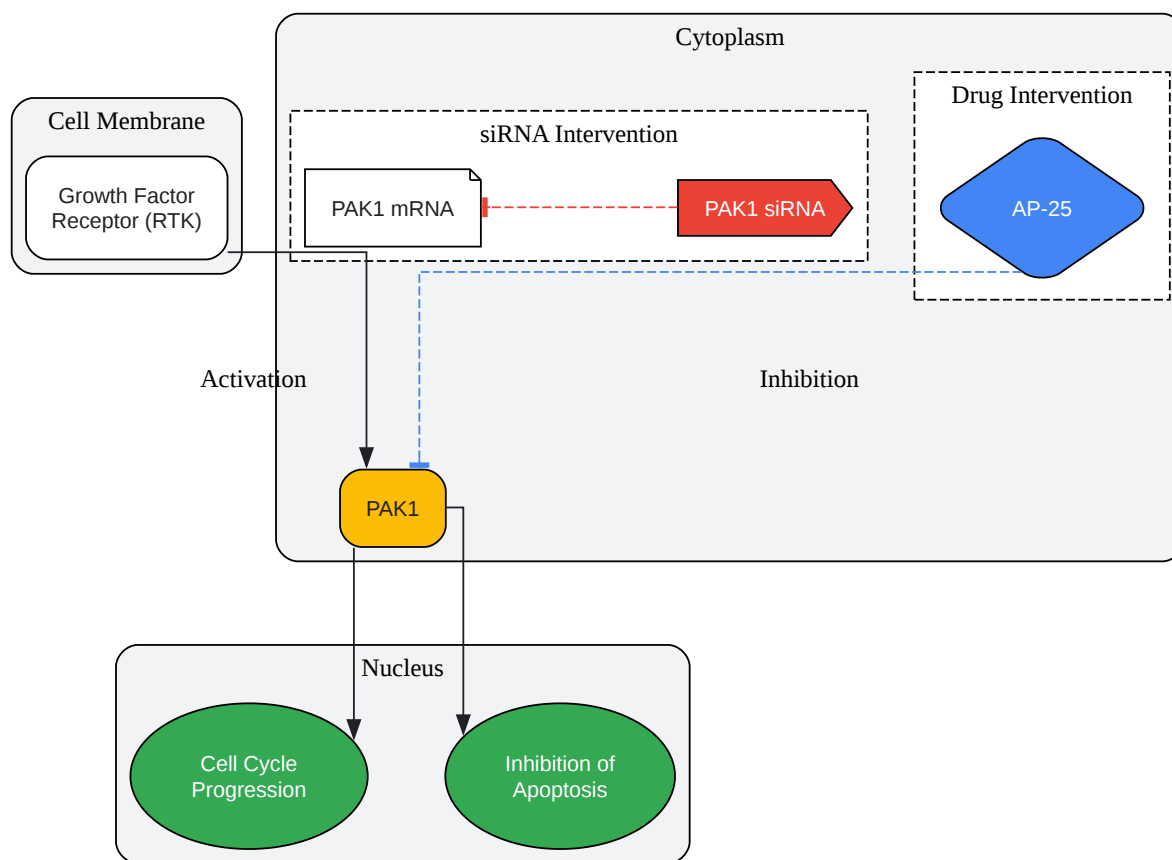 Cytoplasm
Cell Membrane
Growth Factor
Receptor (RTK)
siRNA Intervention
PAK1 mRNA
PAK1 siRNA
Drug Intervention
AP-25
Activation
Inhibition
PAK1
Nucleus
Cell Cycle
Progression
Inhibition of
Apoptosis